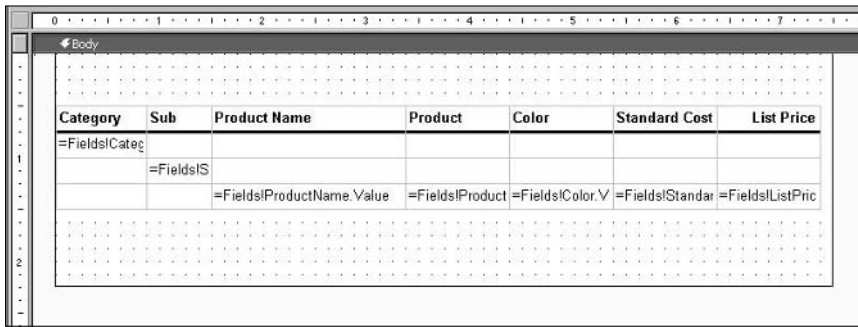 0 1 2 3 4 5 6 7
Body
Category Sub Product Name Product Color Standard Cost List Price
=Fields!Categ
1
=Fields!S
=Fields!ProductName.Value =Fields!Product =Fields!Color.V =Fields!Standar =Fields!ListPric
2